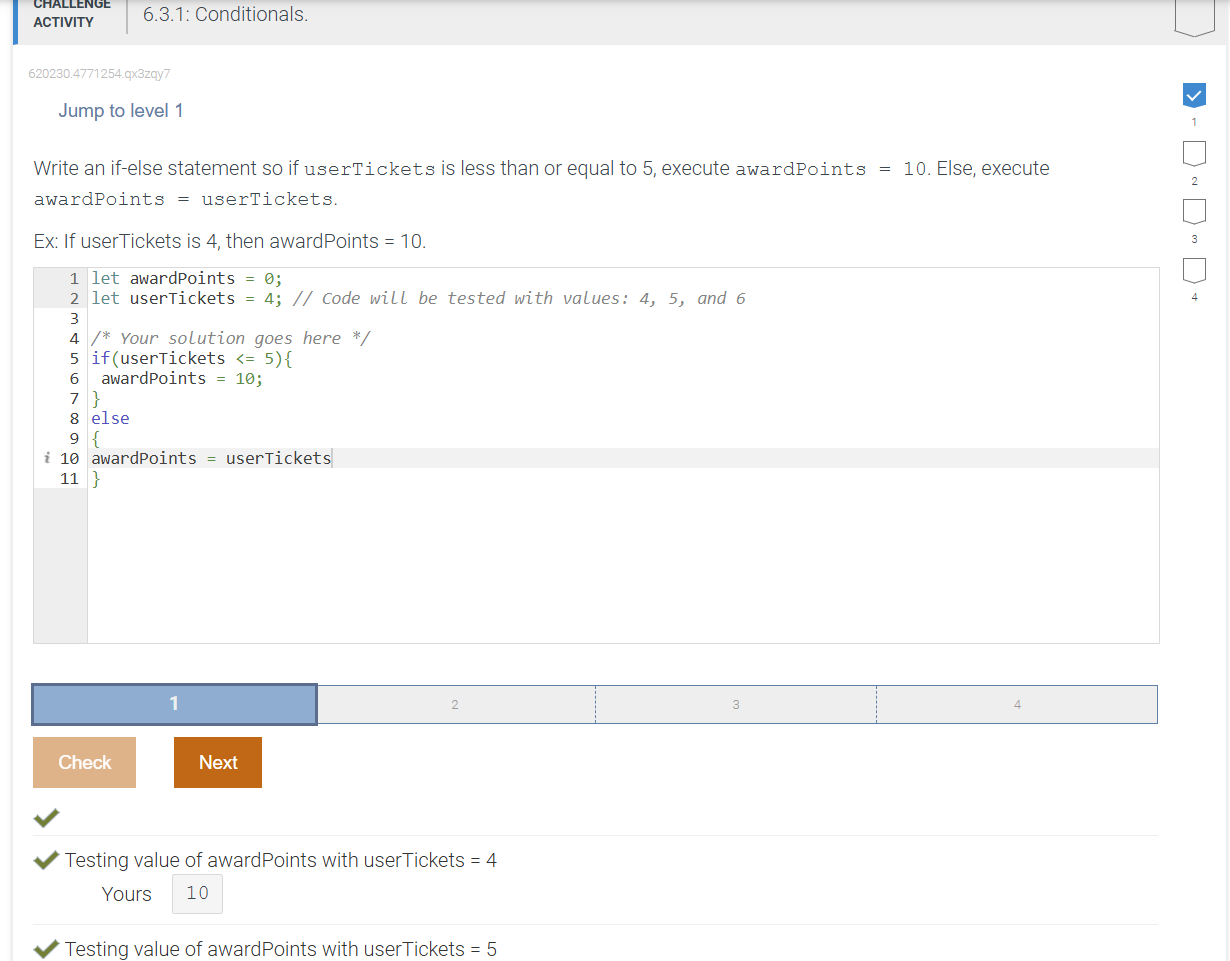 CHALLENGE
ACTIVITY
6.3.1: Conditionals.
620230.4771254.qx3zqy7
Jump to level 1
1
2
3
4
Write an if-else statement so if userTickets is less than or equal to 5, execute awardPoints = 10. Else, execute
awardPoints = userTickets.
Ex: If userTickets is 4, then awardPoints = 10.
1 let awardPoints = 0;
2 let userTickets = 4; // Code will be tested with values: 4, 5, and 6
3
4 /* Your solution goes here */
5 if(userTickets <= 5){
6  awardPoints = 10;
7 }
8 else
9 {
i 10 awardPoints = userTickets
11 }
1 2 3 4
Check Next
Testing value of awardPoints with userTickets = 4
Yours 10
Testing value of awardPoints with userTickets = 5